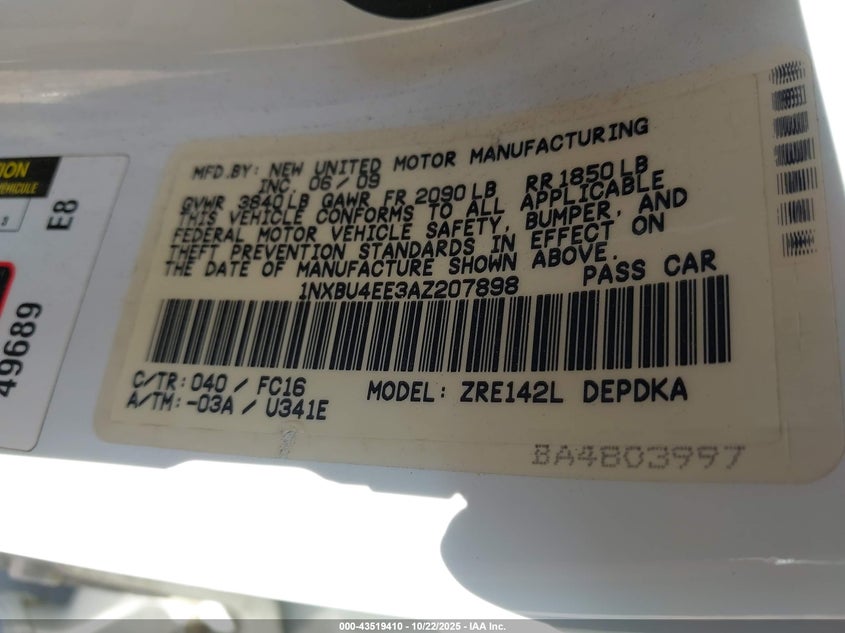 MFD.BY: NEW UNITED MOTOR MANUFACTURING
INC. 06/09
GVWR 3840LB GAWR FR 2090LB RR 1850LB
THIS VEHICLE CONFORMS TO ALL APPLICABLE
FEDERAL MOTOR VEHICLE SAFETY, BUMPER, AND
THEFT PREVENTION STANDARDS IN EFFECT ON
THE DATE OF MANUFACTURE SHOWN ABOVE.
PASS CAR
1NXBU4EE3AZ207898
C/TR: 040 / FC16
A/TM: -03A / U341E
MODEL: ZRE142L DEPDKA
BA4803997
E8
49689
000-43519410 - 10/22/2025 - IAA Inc.